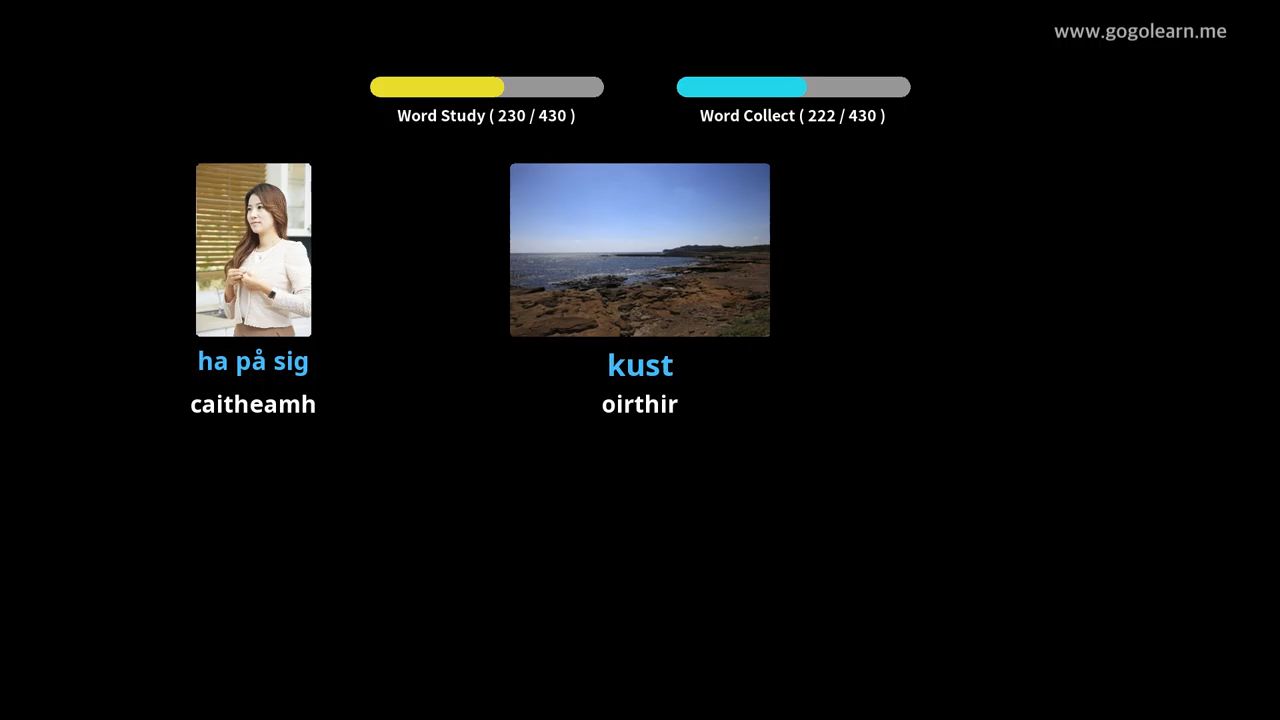 www.gogolearn.me
Word Study ( 230 / 430 )
Word Collect ( 222 / 430 )
ha på sig
kust
caitheamh
oirthir